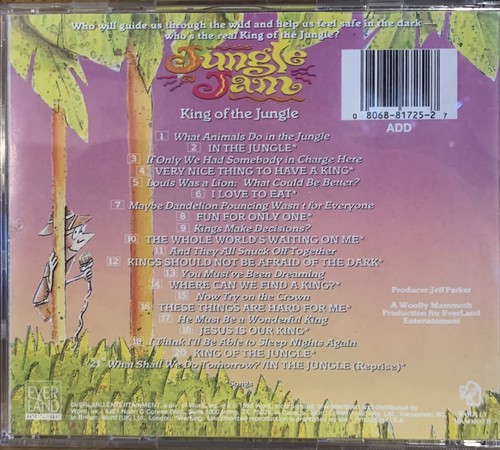 Who will guide us through the wild and help us feel safe in the dark—
who's the real King of the Jungle?
Jungle
Jam
King of the Jungle
0 8068-81725-2 7
ADD
1 What Animals Do in the Jungle
2 IN THE JUNGLE*
3 If Only We Had Somebody in Charge Here
4 VERY NICE THING TO HAVE A KING*
5 Louis Was a Lion: What Could Be Better?
6 I LOVE TO EAT*
7 Maybe Dandelion Pouncing Wasn't for Everyone
8 FUN FOR ONLY ONE*
9 Kings Make Decisions?
10 THE WHOLE WORLD'S WAITING ON ME*
11 And They All Snuck Off Together
12 KINGS SHOULD NOT BE AFRAID OF THE DARK*
13 You Must've Been Dreaming
14 WHERE CAN WE FIND A KING?*
15 Now Try on the Crown
16 THESE THINGS ARE HARD FOR ME*
17 He Must Be a Wonderful King
18 JESUS IS OUR KING*
19 I Think I'll Be Able to Sleep Nights Again
20 KING OF THE JUNGLE*
21 What Shall We Do Tomorrow? /IN THE JUNGLE (Reprise)*
*Songs
Producer: Jeff Parker
A Woolly Mammoth
Production for EverLand
Entertainment
EVER
LAND
WOOLLY
MAMMOTH
EVERLAND ENTERTAINMENT, a div. of Word, Inc.